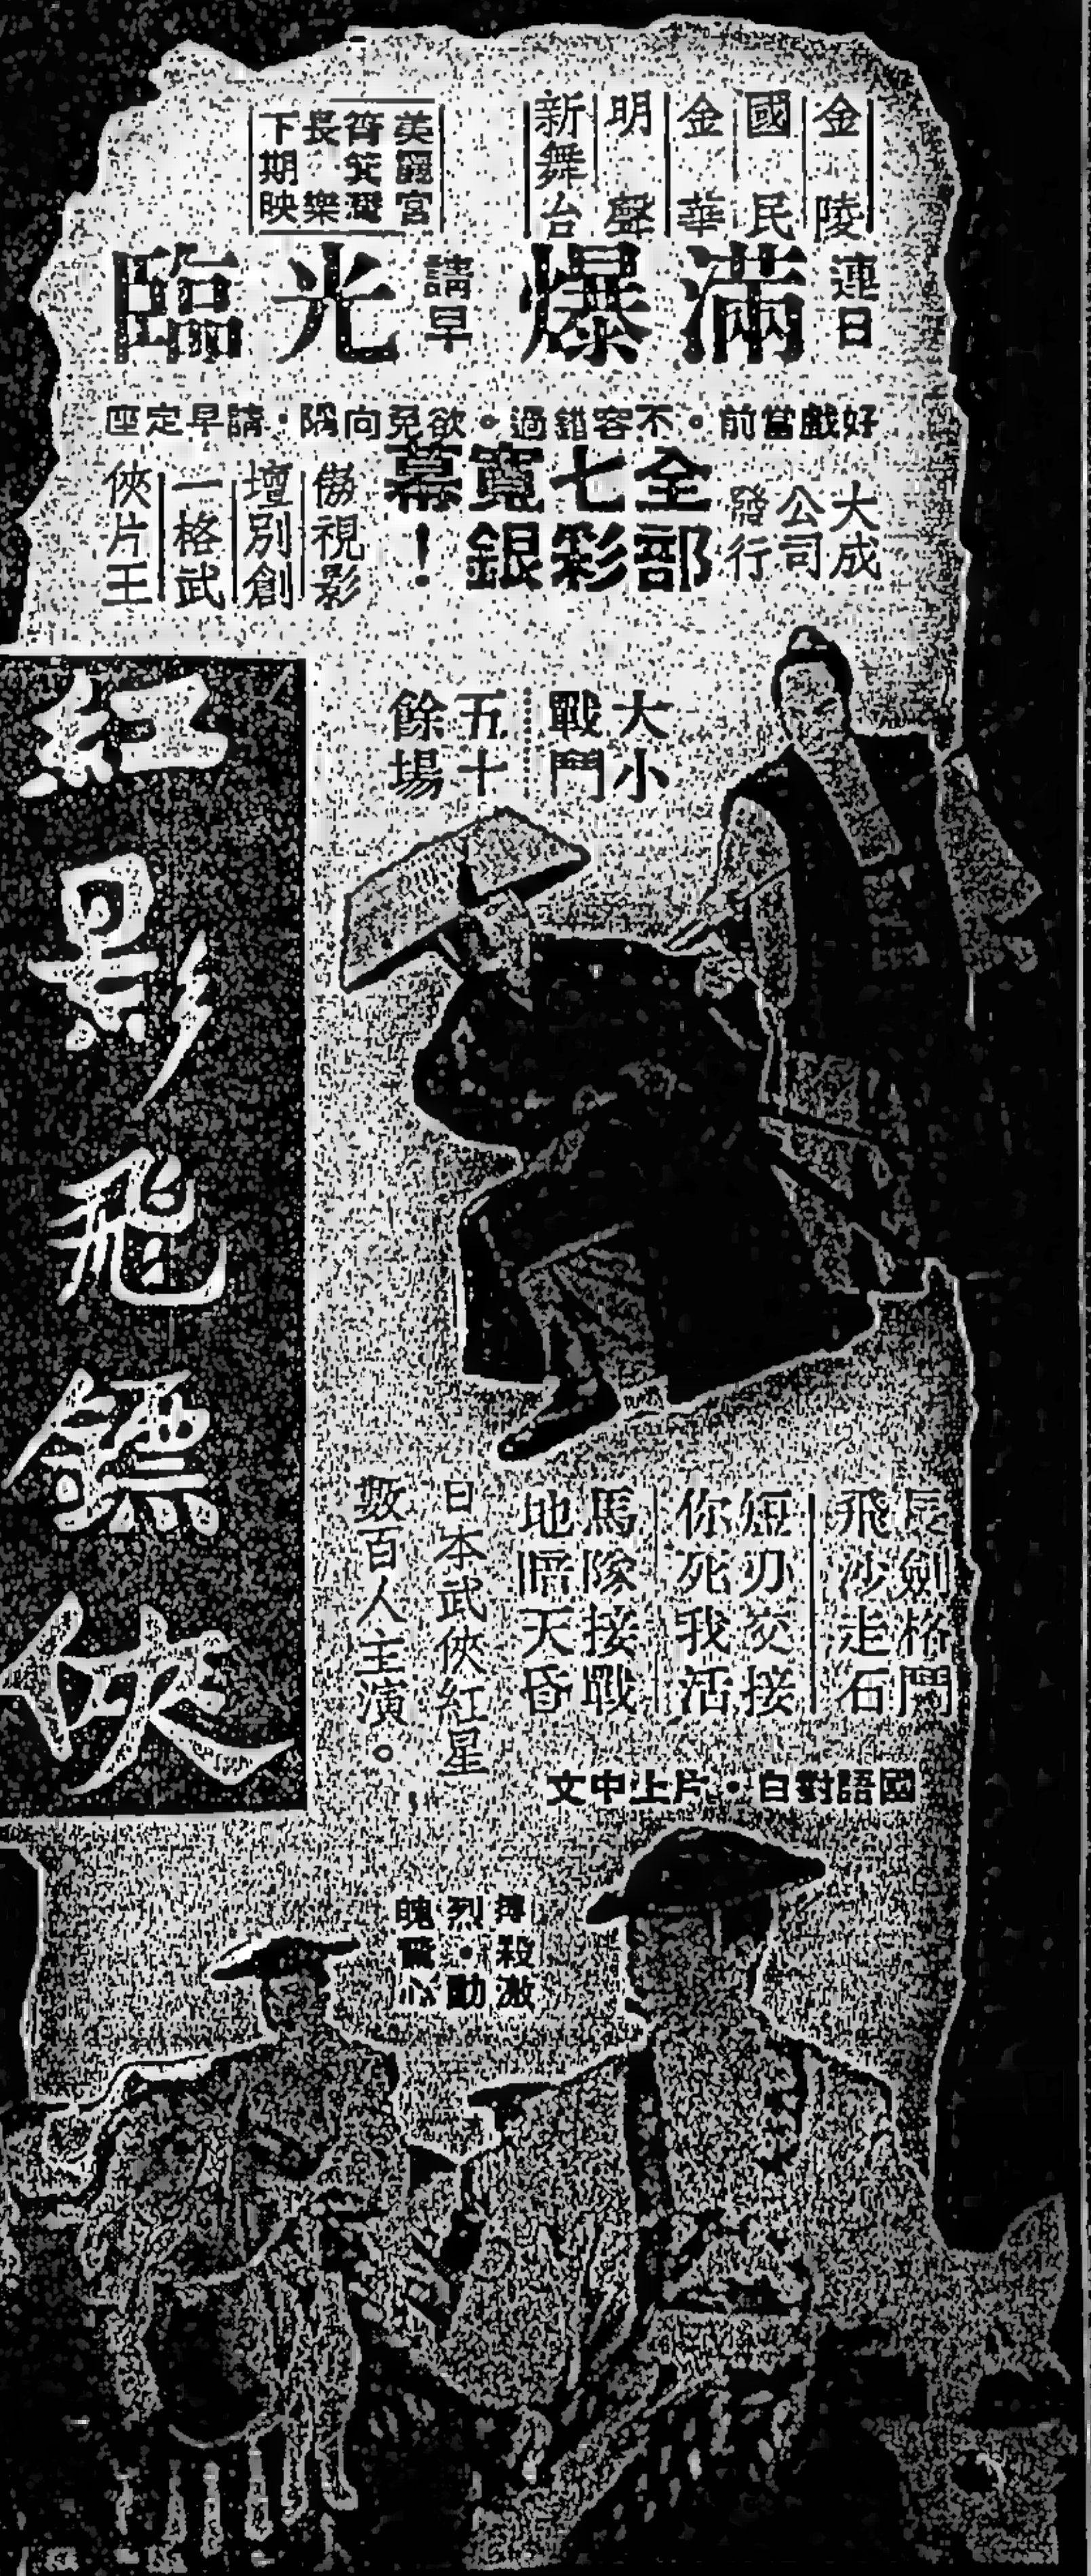 金陵
國民
金華
明聲
新舞台
美麗宮
筲箕灣
長樂
下期映
連日
滿爆
請早
光臨
好戲當前。不容錯過。欲免向隅。請早定座
大成
公司
發行
全部
七彩
寬銀
幕！
傲視影
壇別創
一格武
俠片王
大小
戰鬥
五十
餘場
紅影飛鏢俠
長劍格鬥
飛沙走石
短刃交接
你死我活
馬隊接戰
地暗天昏
日本武俠紅星
數百人主演。
國語對白。片上中文
搏殺激
烈。動
魄驚心